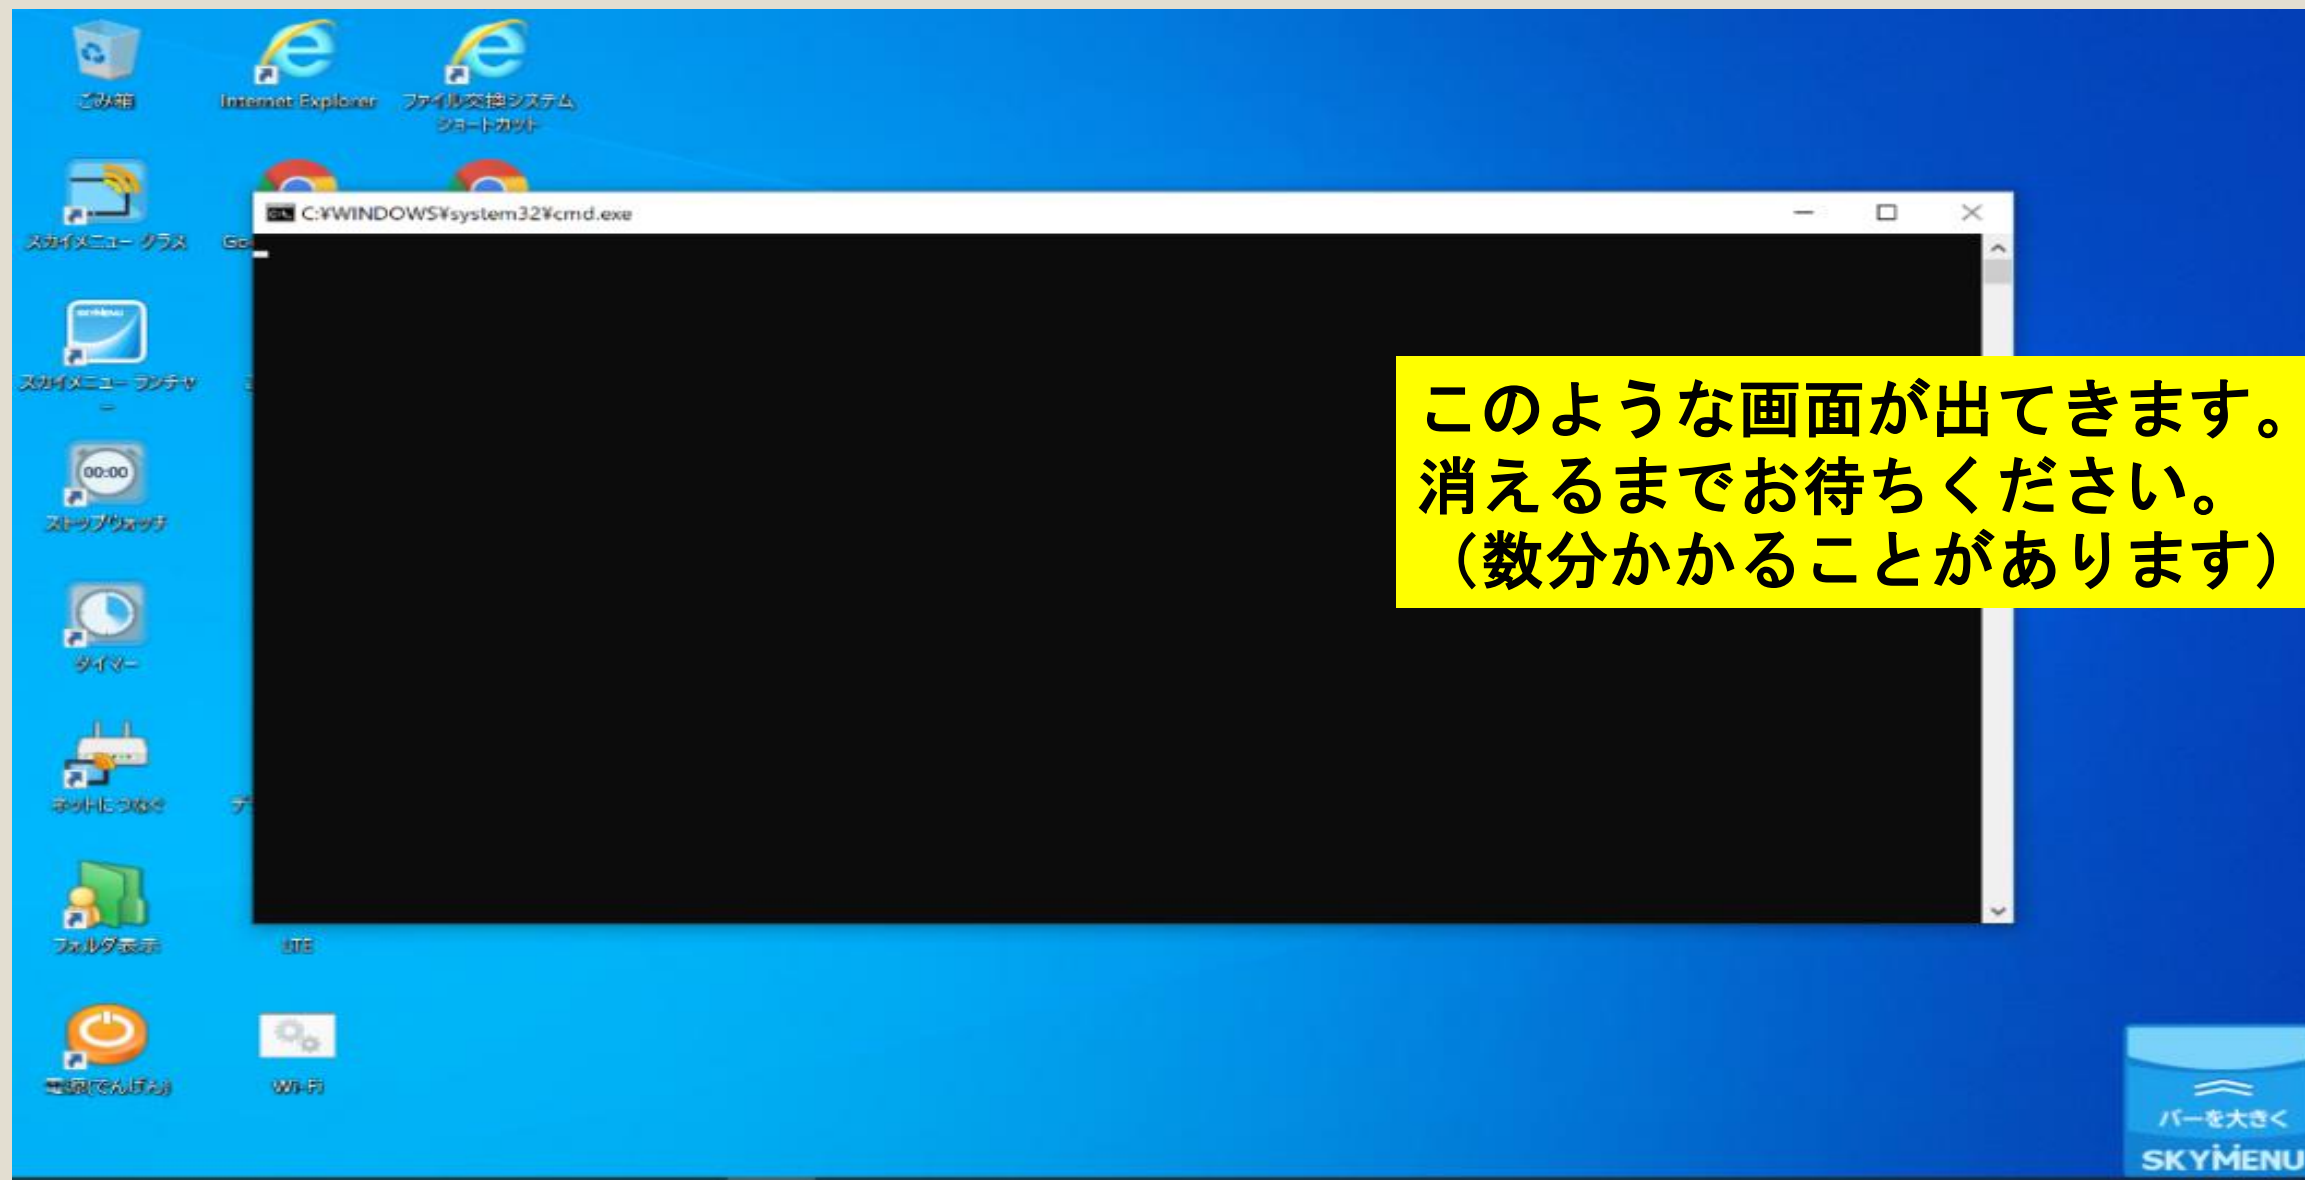 ごみ箱
Internet Explorer
ファイル交換システム
ショートカット
スカイメニュー クラス
C:¥WINDOWS¥system32¥cmd.exe
skyMenu
スカイメニュー ランチャ
ー
00:00
ストップウォッチ
タイマー
ネットにつなぐ
デ
フォルダ表示
LTE
電源(でんげん)
Wi-Fi
このような画面が出てきます。
消えるまでお待ちください。
（数分かかることがあります）
バーを大きく
SKYMENU